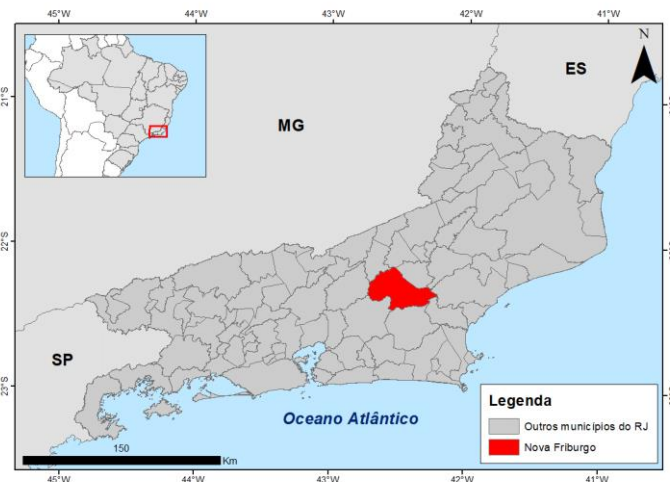 45°W 44°W 43°W 42°W 41°W
N
ES
MG
21°S
22°S
SP
23°S
Legenda
Outros municípios do RJ
Nova Friburgo
Oceano Atlântico
150
Km
45°W 44°W 43°W 42°W 41°W